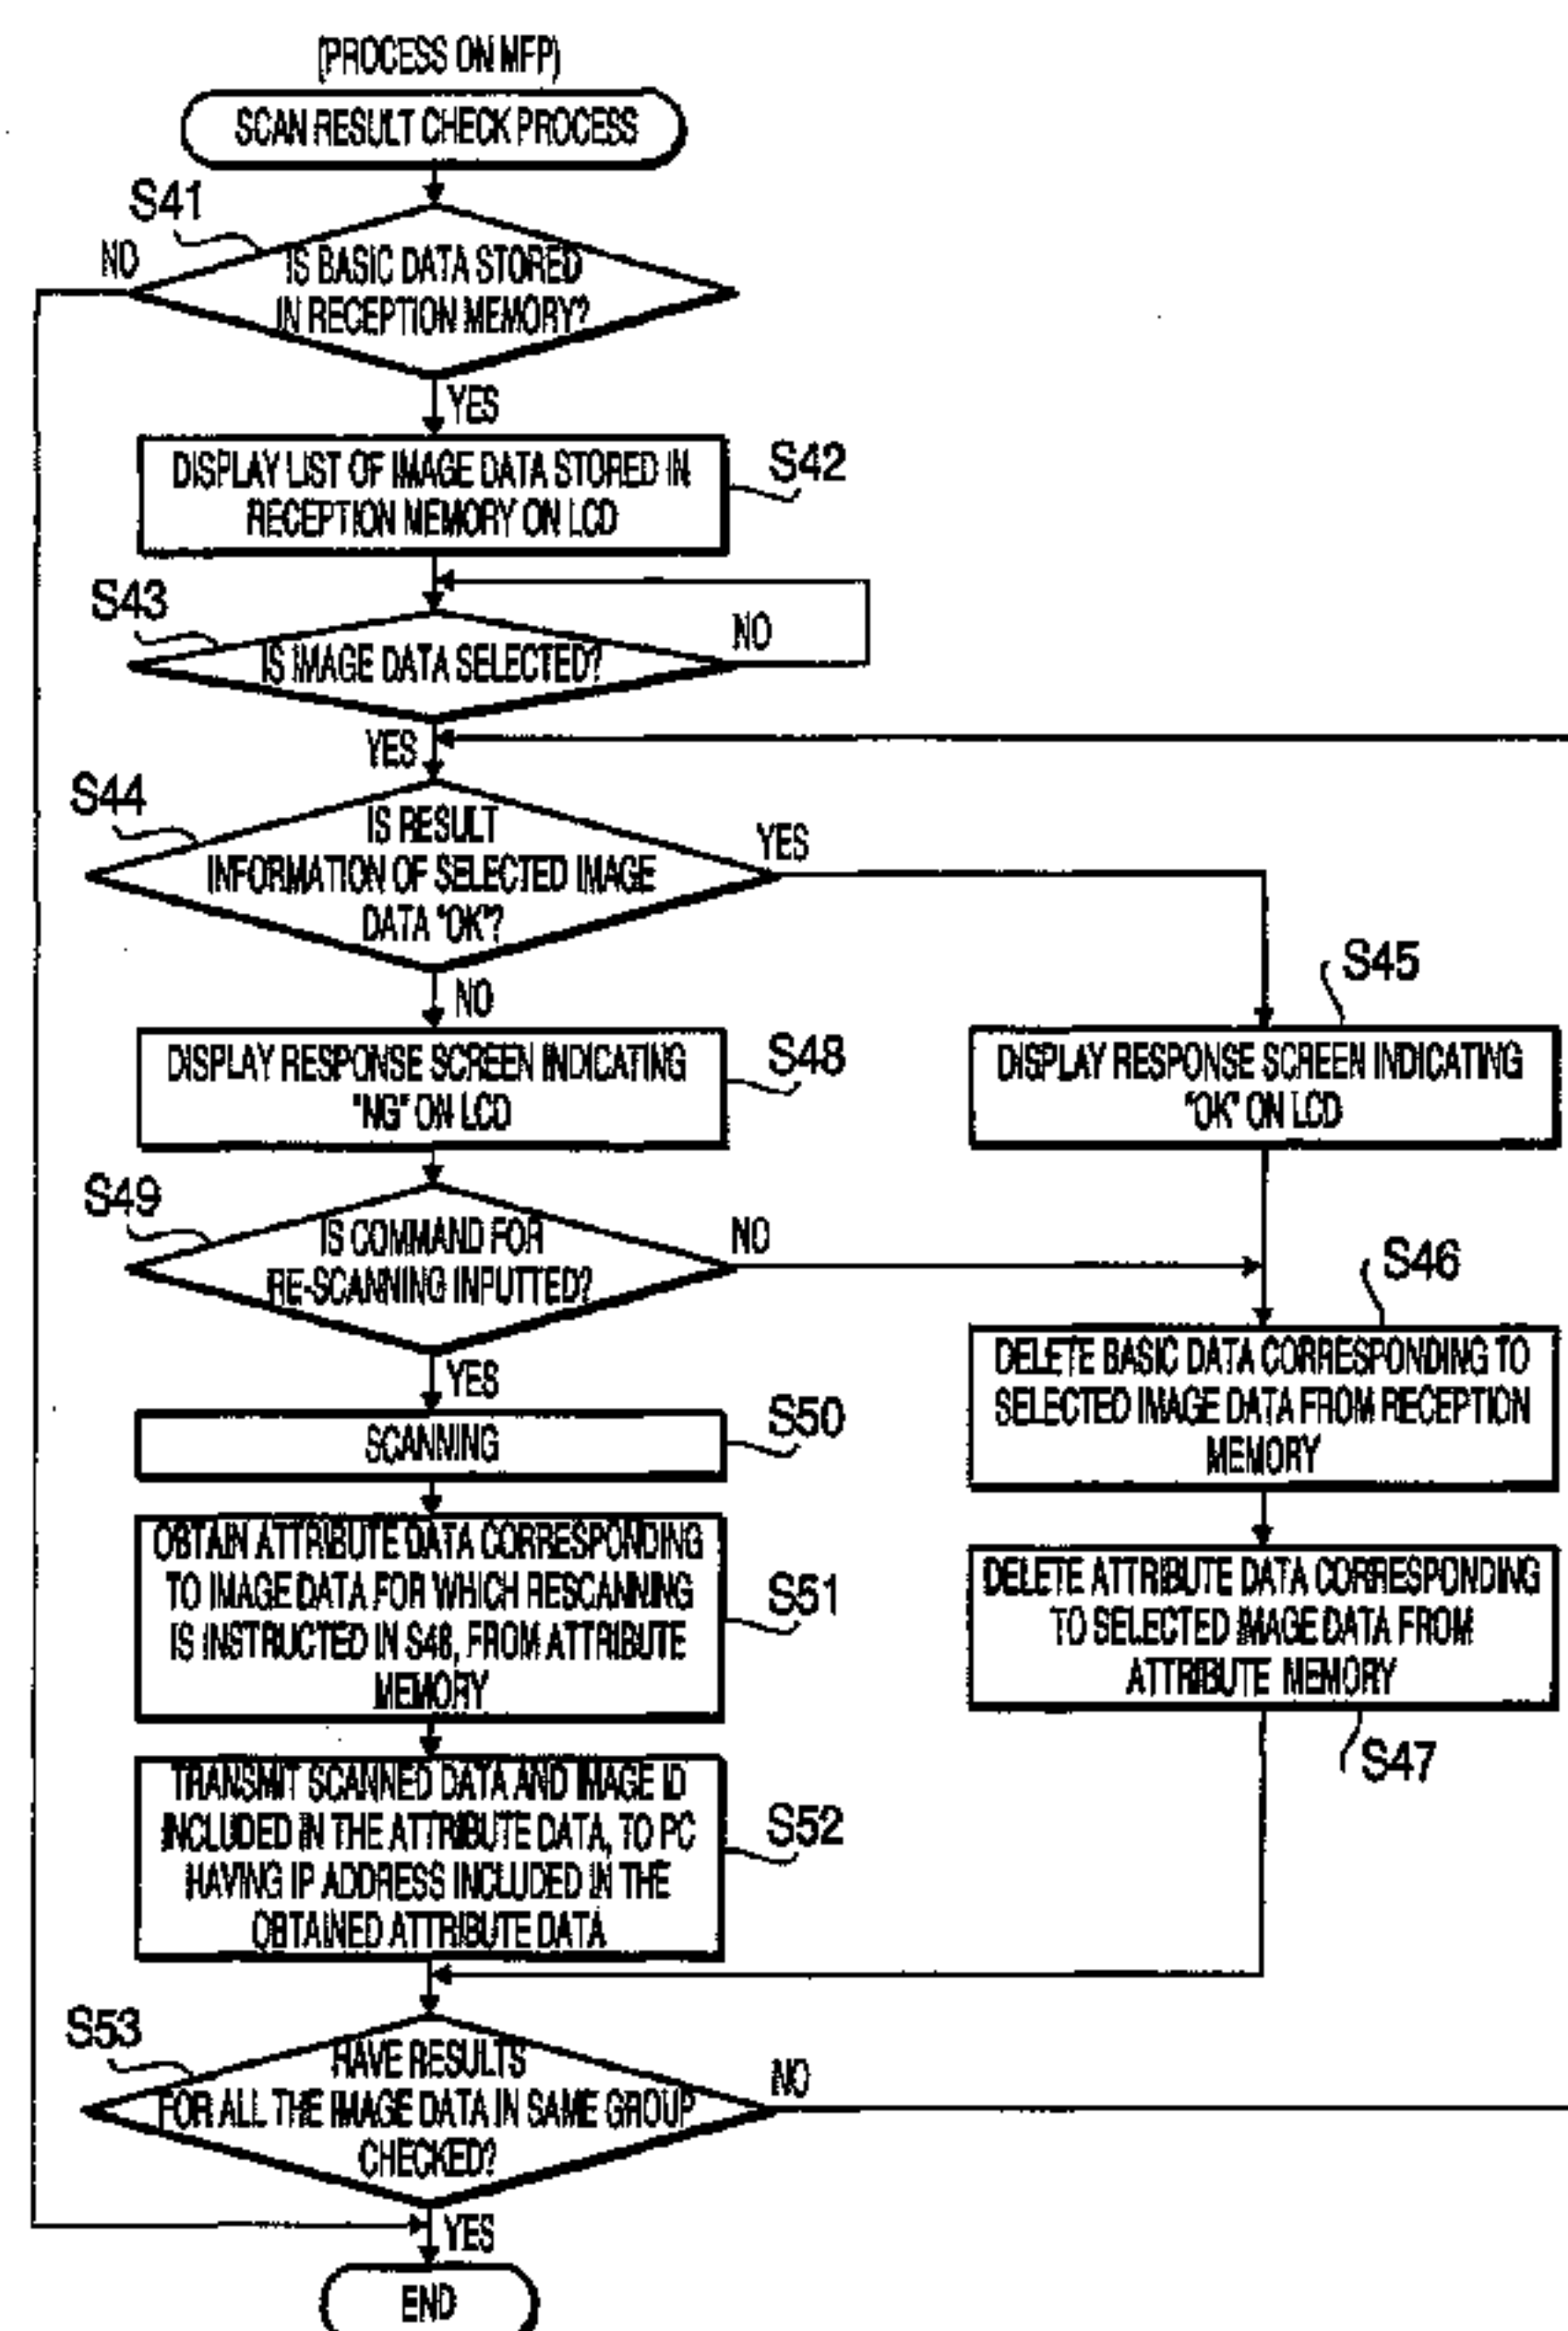 (PROCESS ON MFP)
SCAN RESULT CHECK PROCESS
S41
NO
IS BASIC DATA STORED
IN RECEPTION MEMORY?
YES
DISPLAY LIST OF IMAGE DATA STORED IN
RECEPTION MEMORY ON LCD
S42
S43
IS IMAGE DATA SELECTED?
NO
YES
S44
IS RESULT
INFORMATION OF SELECTED IMAGE
DATA "OK"?
YES
NO
S45
DISPLAY RESPONSE SCREEN INDICATING
"OK" ON LCD
DISPLAY RESPONSE SCREEN INDICATING
"NG" ON LCD
S48
S49
IS COMMAND FOR
RE-SCANNING INPUTTED?
NO
YES
S46
DELETE BASIC DATA CORRESPONDING TO
SELECTED IMAGE DATA FROM RECEPTION
MEMORY
SCANNING
S50
OBTAIN ATTRIBUTE DATA CORRESPONDING
TO IMAGE DATA FOR WHICH RESCANNING
IS INSTRUCTED IN S48, FROM ATTRIBUTE
MEMORY
S51
DELETE ATTRIBUTE DATA CORRESPONDING
TO SELECTED IMAGE DATA FROM
ATTRIBUTE MEMORY
S47
TRANSMIT SCANNED DATA AND IMAGE ID
INCLUDED IN THE ATTRIBUTE DATA, TO PC
HAVING IP ADDRESS INCLUDED IN THE
OBTAINED ATTRIBUTE DATA
S52
S53
HAVE RESULTS
FOR ALL THE IMAGE DATA IN SAME GROUP
CHECKED?
NO
YES
END